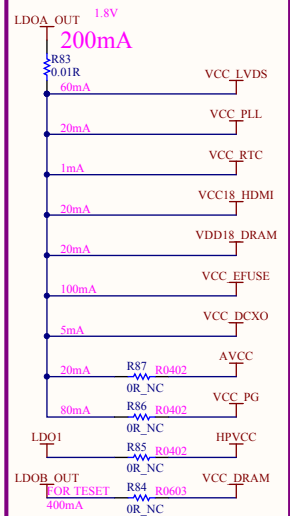 1.8V
LDOA_OUT
200mA
R83
0.01R
VCC_LVDS
60mA
VCC_PLL
20mA
VCC_RTC
1mA
VCC18_HDMI
20mA
VDD18_DRAM
20mA
VCC_EFUSE
100mA
VCC_DCXO
5mA
AVCC
20mA R87 R0402
0R_NC
VCC_PG
80mA R86 R0402
0R_NC
LDO1 R85 R0402 HPVCC
0R_NC
LDOB_OUT R84 R0603 VCC_DRAM
FOR TESET
400mA 0R_NC